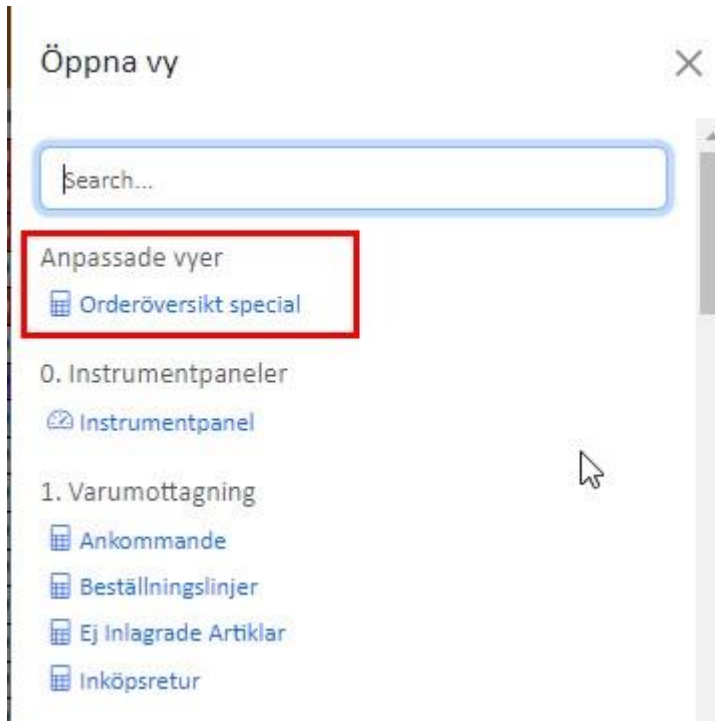 Öppna vy
Search...
Anpassade vyer
Orderöversikt special
0. Instrumentpaneler
Instrumentpanel
1. Varumottagning
Ankommande
Beställningslinjer
Ej Inlagrade Artiklar
Inköpsretur